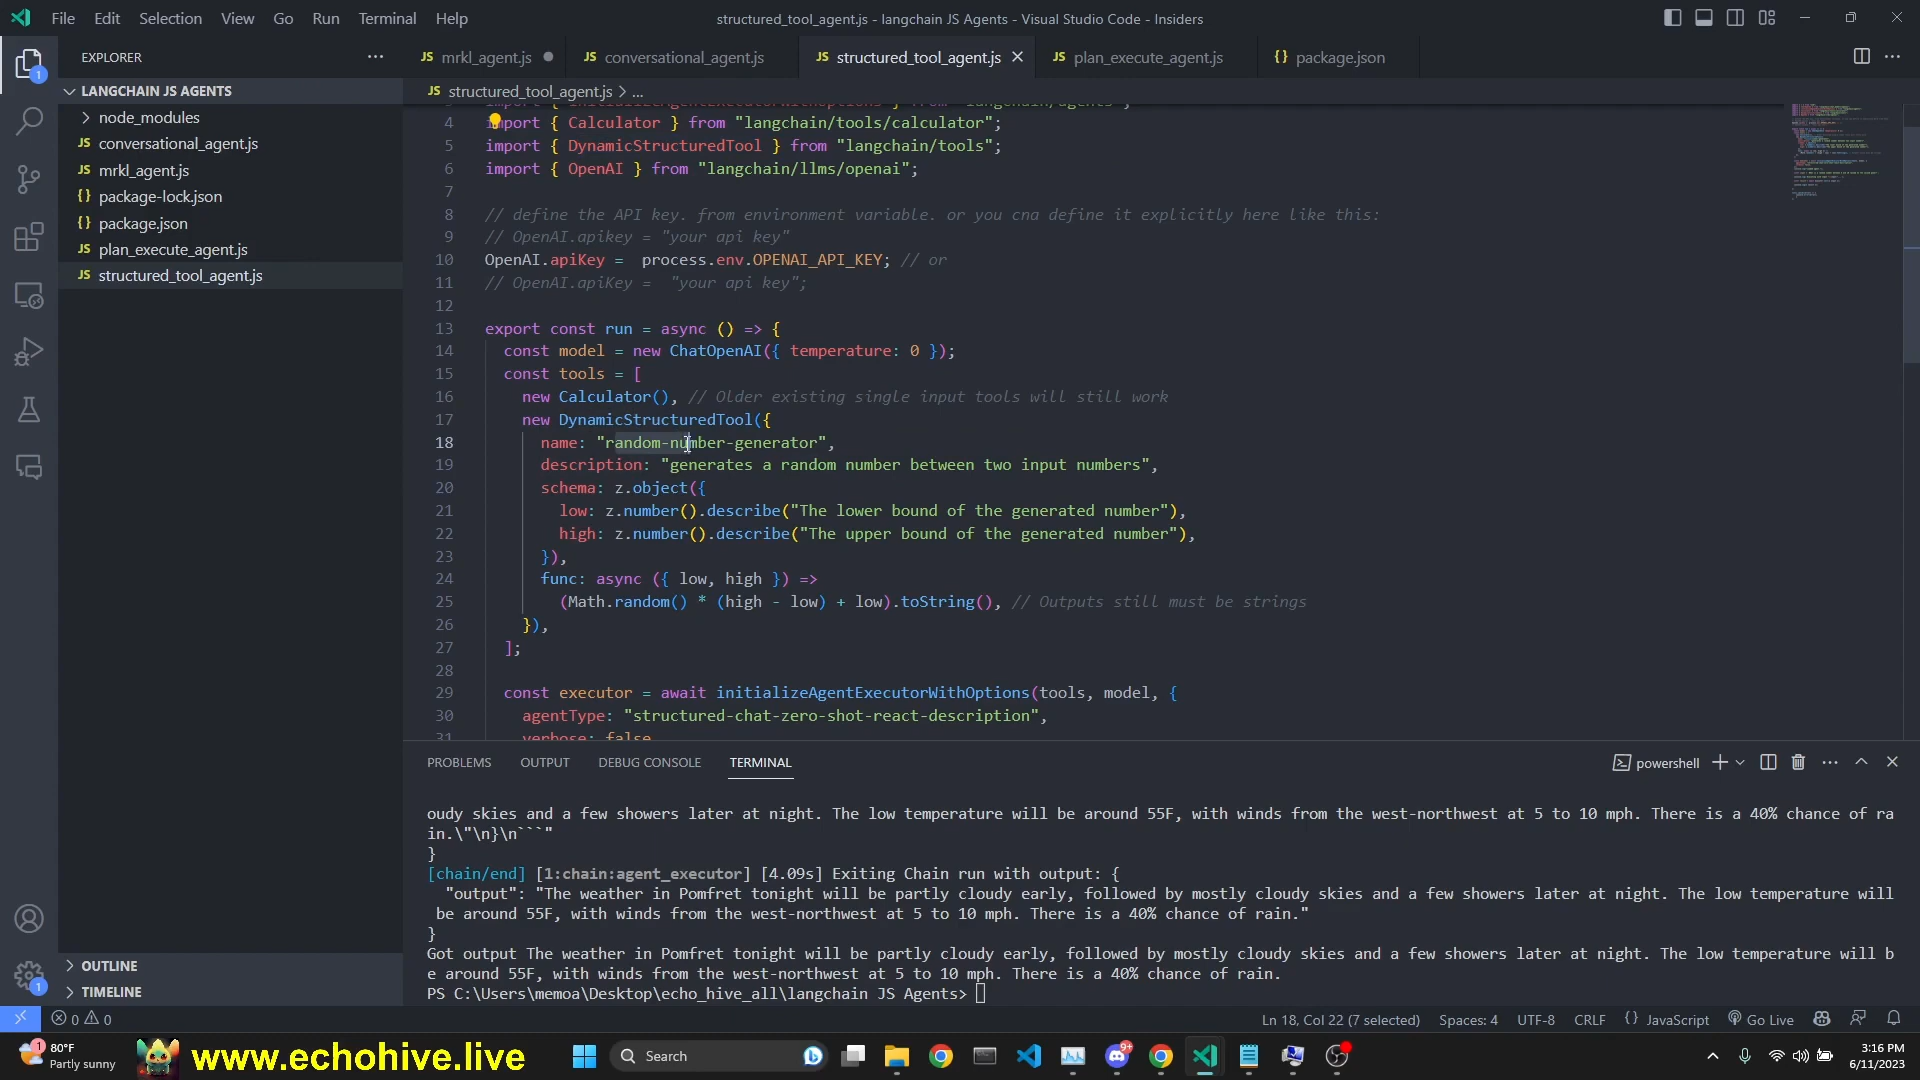 File Edit Selection View Go Run Terminal Help
structured_tool_agent.js - langchain JS Agents - Visual Studio Code - Insiders
EXPLORER
JS mrkl_agent.js
JS conversational_agent.js
JS structured_tool_agent.js
JS plan_execute_agent.js
{} package.json
1
LANGCHAIN JS AGENTS
node_modules
JS conversational_agent.js
JS mrkl_agent.js
{} package-lock.json
{} package.json
JS plan_execute_agent.js
JS structured_tool_agent.js
OUTLINE
TIMELINE
1
JS structured_tool_agent.js > ...
3 import { initializeAgentExecutorWithOptions } from "langchain/agents";
4 import { Calculator } from "langchain/tools/calculator";
5 import { DynamicStructuredTool } from "langchain/tools";
6 import { OpenAI } from "langchain/llms/openai";
7
8 // define the API key. from environment variable. or you cna define it explicitly here like this:
9 // OpenAI.apikey = "your api key"
10 OpenAI.apiKey =  process.env.OPENAI_API_KEY; // or
11 // OpenAI.apiKey =  "your api key";
12
13 export const run = async () => {
14 const model = new ChatOpenAI({ temperature: 0 });
15 const tools = [
16 new Calculator(), // Older existing single input tools will still work
17 new DynamicStructuredTool({
18 name: "random-number-generator",
19 description: "generates a random number between two input numbers",
20 schema: z.object({
21 low: z.number().describe("The lower bound of the generated number"),
22 high: z.number().describe("The upper bound of the generated number"),
23 }),
24 func: async ({ low, high }) =>
25 (Math.random() * (high - low) + low).toString(), // Outputs still must be strings
26 }),
27 ];
28
29 const executor = await initializeAgentExecutorWithOptions(tools, model, {
30 agentType: "structured-chat-zero-shot-react-description",
31 verbose: false
PROBLEMS OUTPUT DEBUG CONSOLE TERMINAL
powershell
oudy skies and a few showers later at night. The low temperature will be around 55F, with winds from the west-northwest at 5 to 10 mph. There is a 40% chance of ra
in.\"\n}\n```"
}
[chain/end] [1:chain:agent_executor] [4.09s] Exiting Chain run with output: {
"output": "The weather in Pomfret tonight will be partly cloudy early, followed by mostly cloudy skies and a few showers later at night. The low temperature will
be around 55F, with winds from the west-northwest at 5 to 10 mph. There is a 40% chance of rain."
}
Got output The weather in Pomfret tonight will be partly cloudy early, followed by mostly cloudy skies and a few showers later at night. The low temperature will b
e around 55F, with winds from the west-northwest at 5 to 10 mph. There is a 40% chance of rain.
PS C:\Users\memoa\Desktop\echo_hive_all\langchain JS Agents>
0 0
Ln 18, Col 22 (7 selected) Spaces: 4 UTF-8 CRLF {} JavaScript Go Live
1
80°F
Partly sunny
www.echohive.live
Search
9+
3:16 PM
6/11/2023